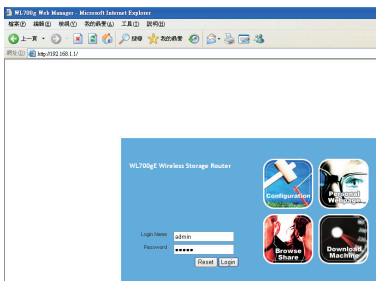 WL700g Web Manager - Microsoft Internet Explorer
檔案(F) 編輯(E) 檢視(V) 我的最愛(A) 工具(T) 說明(H)
上一頁 搜尋 我的最愛
網址(D) http://192.168.1.1/
WL700gE Wireless Storage Router
Configuration
Personal Webpage
Login Name admin
Password •••••
Reset Login
Browse Share
Download Machine